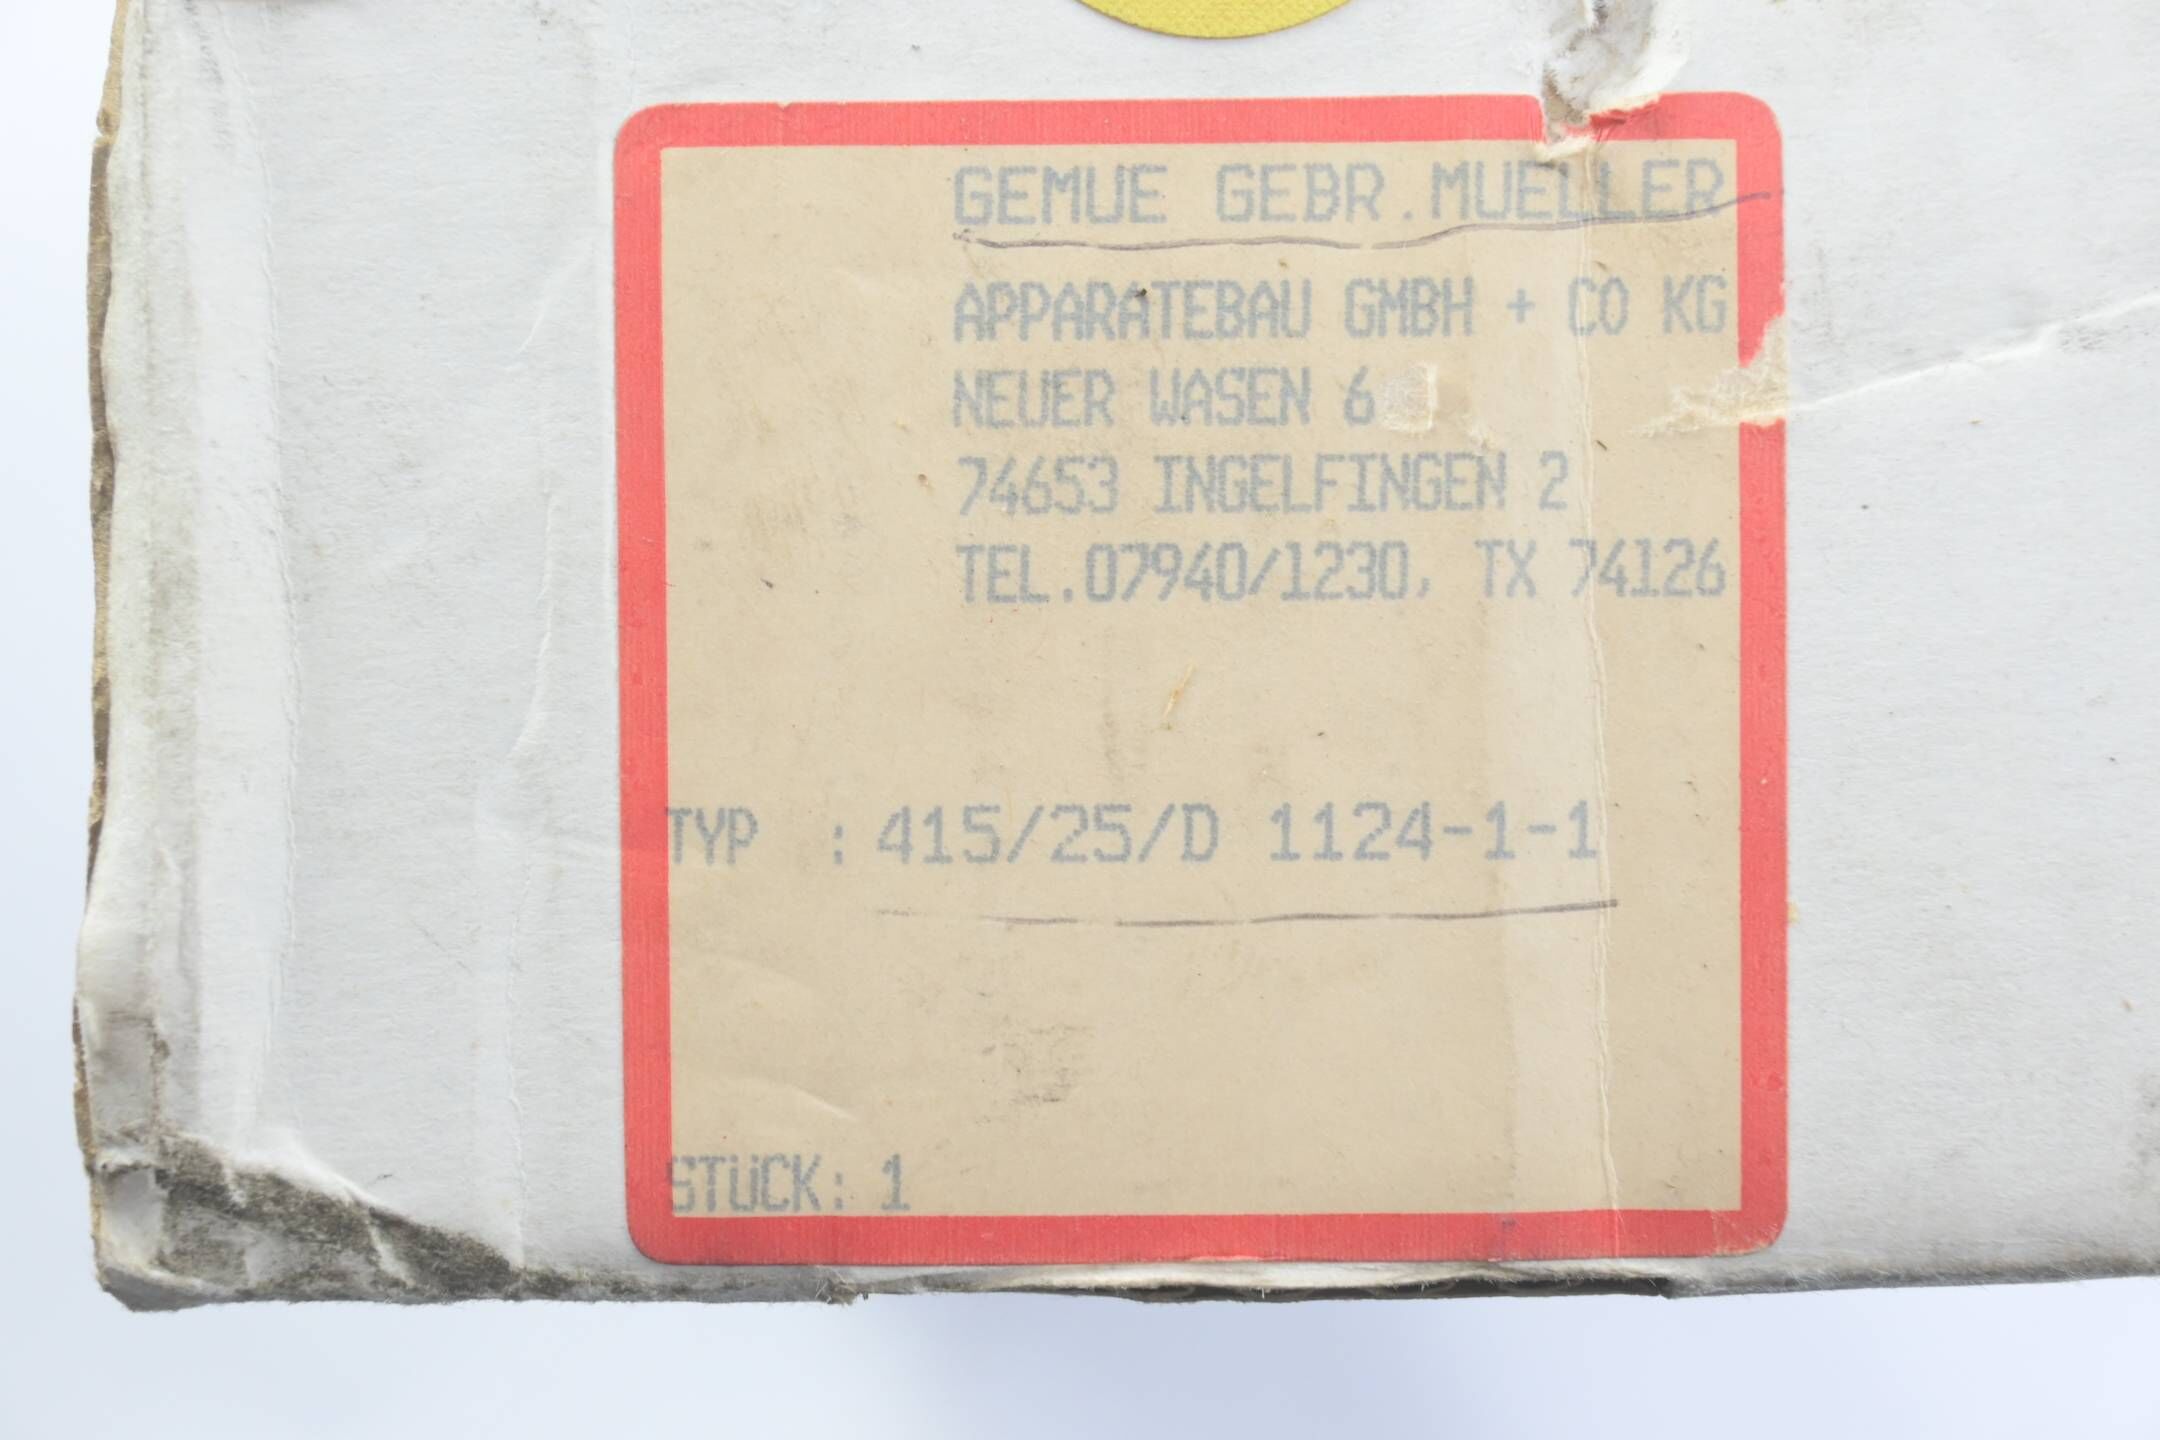 GEMUE GEBR.MUELLER
APPARATEBAU GMBH + CO KG
NEUER WASEN 6
74653 INGELFINGEN 2
TEL.07940/1230, TX 74126
TYP : 415/25/D 1124-1-1
STÜCK: 1